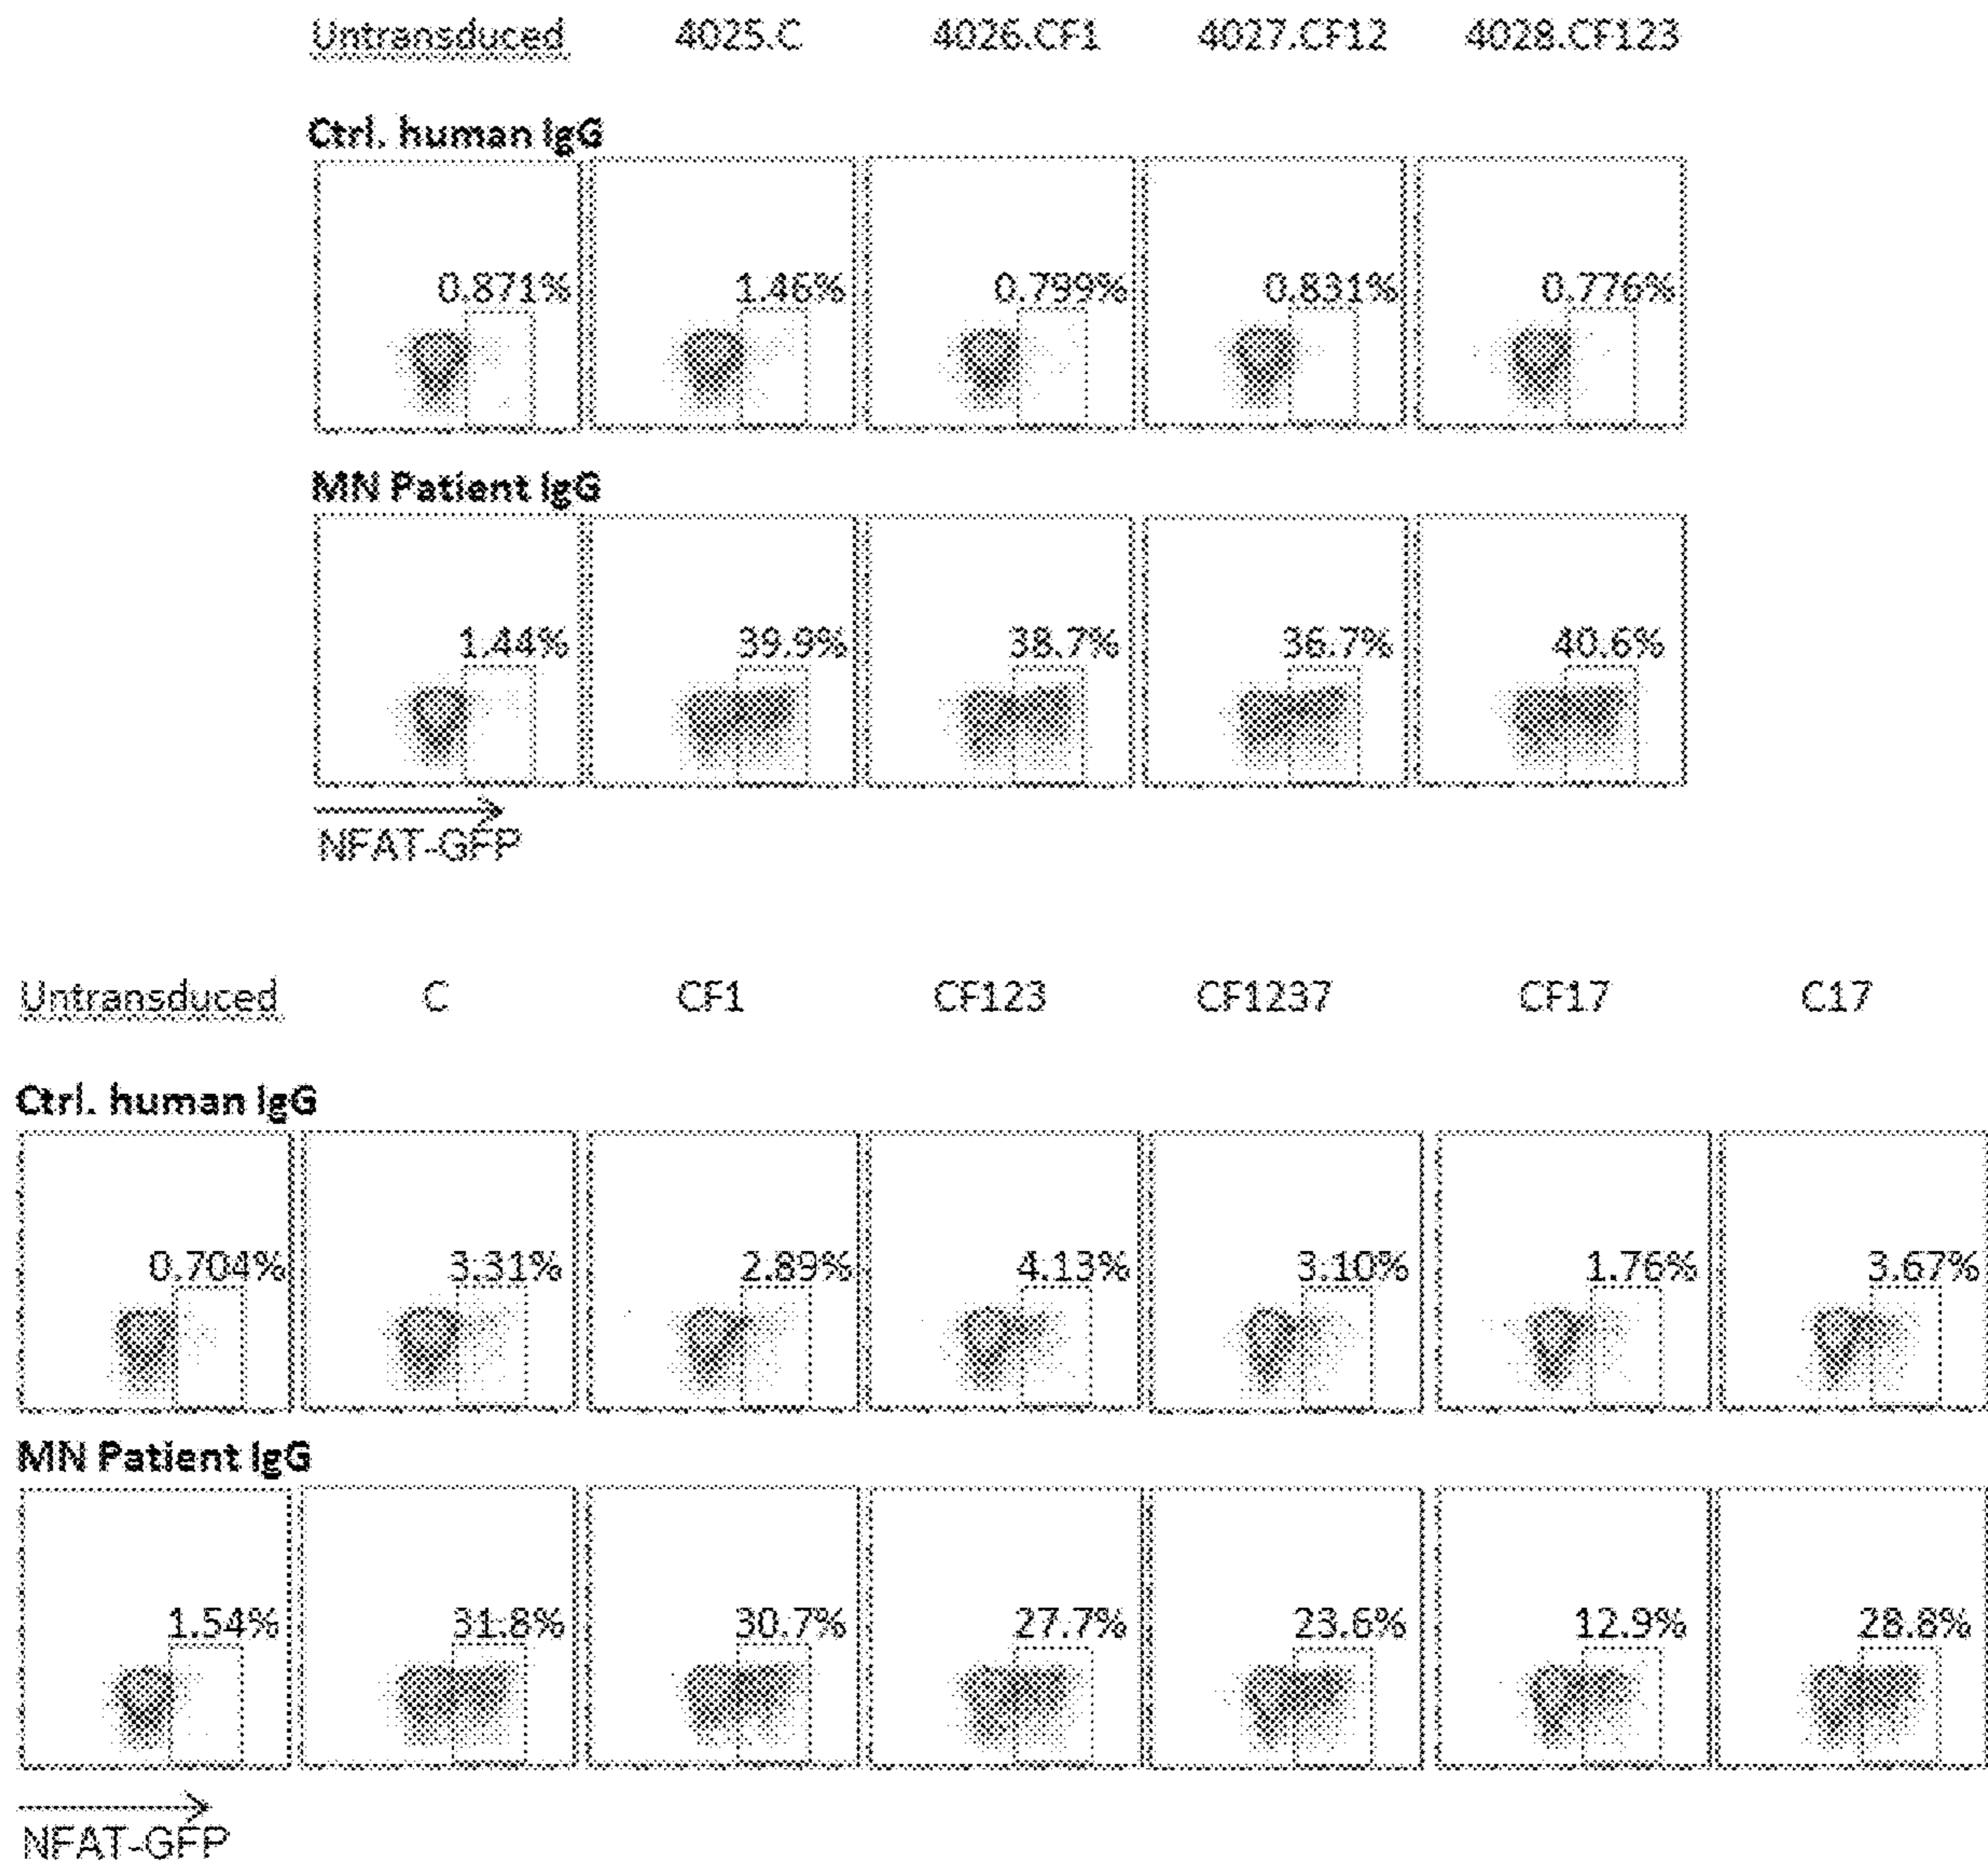 Untransduced 4025.C 4026.CF1 4027.CF12 4028.CF123
Ctrl. human IgG
0.871% 1.46% 0.799% 0.831% 0.776%
MN Patient IgG
1.44% 39.9% 38.7% 36.7% 40.6%
NFAT-GFP
Untransduced C CF1 CF123 CF1237 CF17 C17
Ctrl. human IgG
0.704% 3.31% 2.89% 4.13% 3.10% 1.76% 3.67%
MN Patient IgG
1.54% 31.8% 30.7% 27.7% 23.6% 12.9% 28.8%
NFAT-GFP